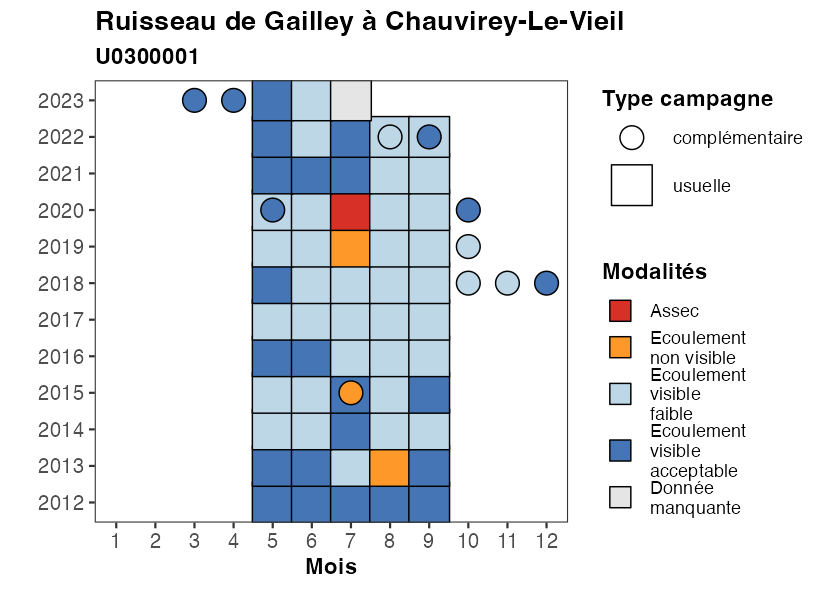 Ruisseau de Gailley à Chauvirey-Le-Vieil
U0300001
2023
2022
2021
2020
2019
2018
2017
2016
2015
2014
2013
2012
1 2 3 4 5 6 7 8 9 10 11 12
Mois
Type campagne
complémentaire
usuelle
Modalités
Assec
Ecoulement
non visible
Ecoulement
visible
faible
Ecoulement
visible
acceptable
Donnée
manquante